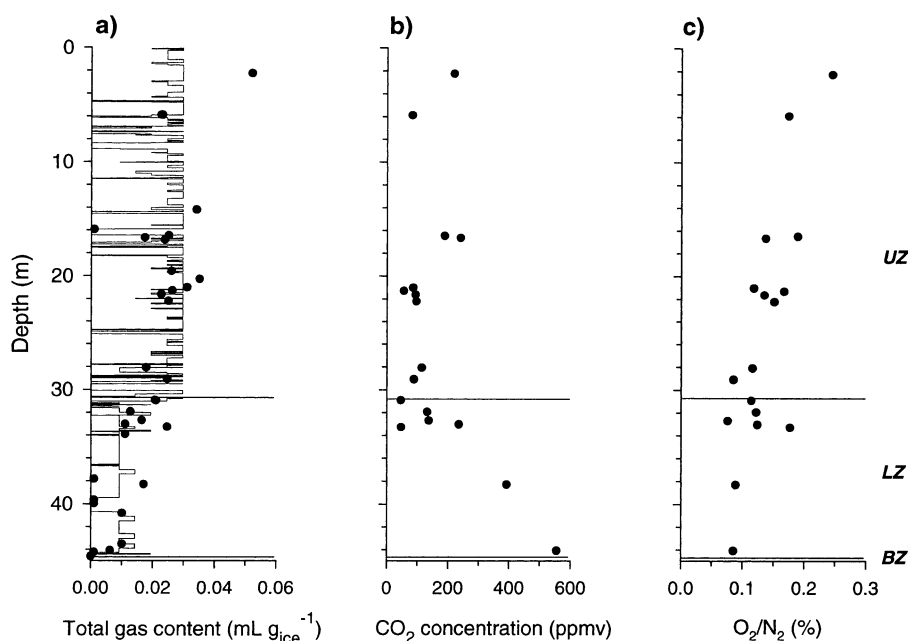 a)
b)
c)
0
10
20
30
40
Depth (m)
0.00
0.02
0.04
0.06
Total gas content (mL g_ice^-1)
0
200
400
600
CO₂ concentration (ppmv)
0.0
0.1
0.2
0.3
O₂/N₂ (%)
UZ
LZ
BZ